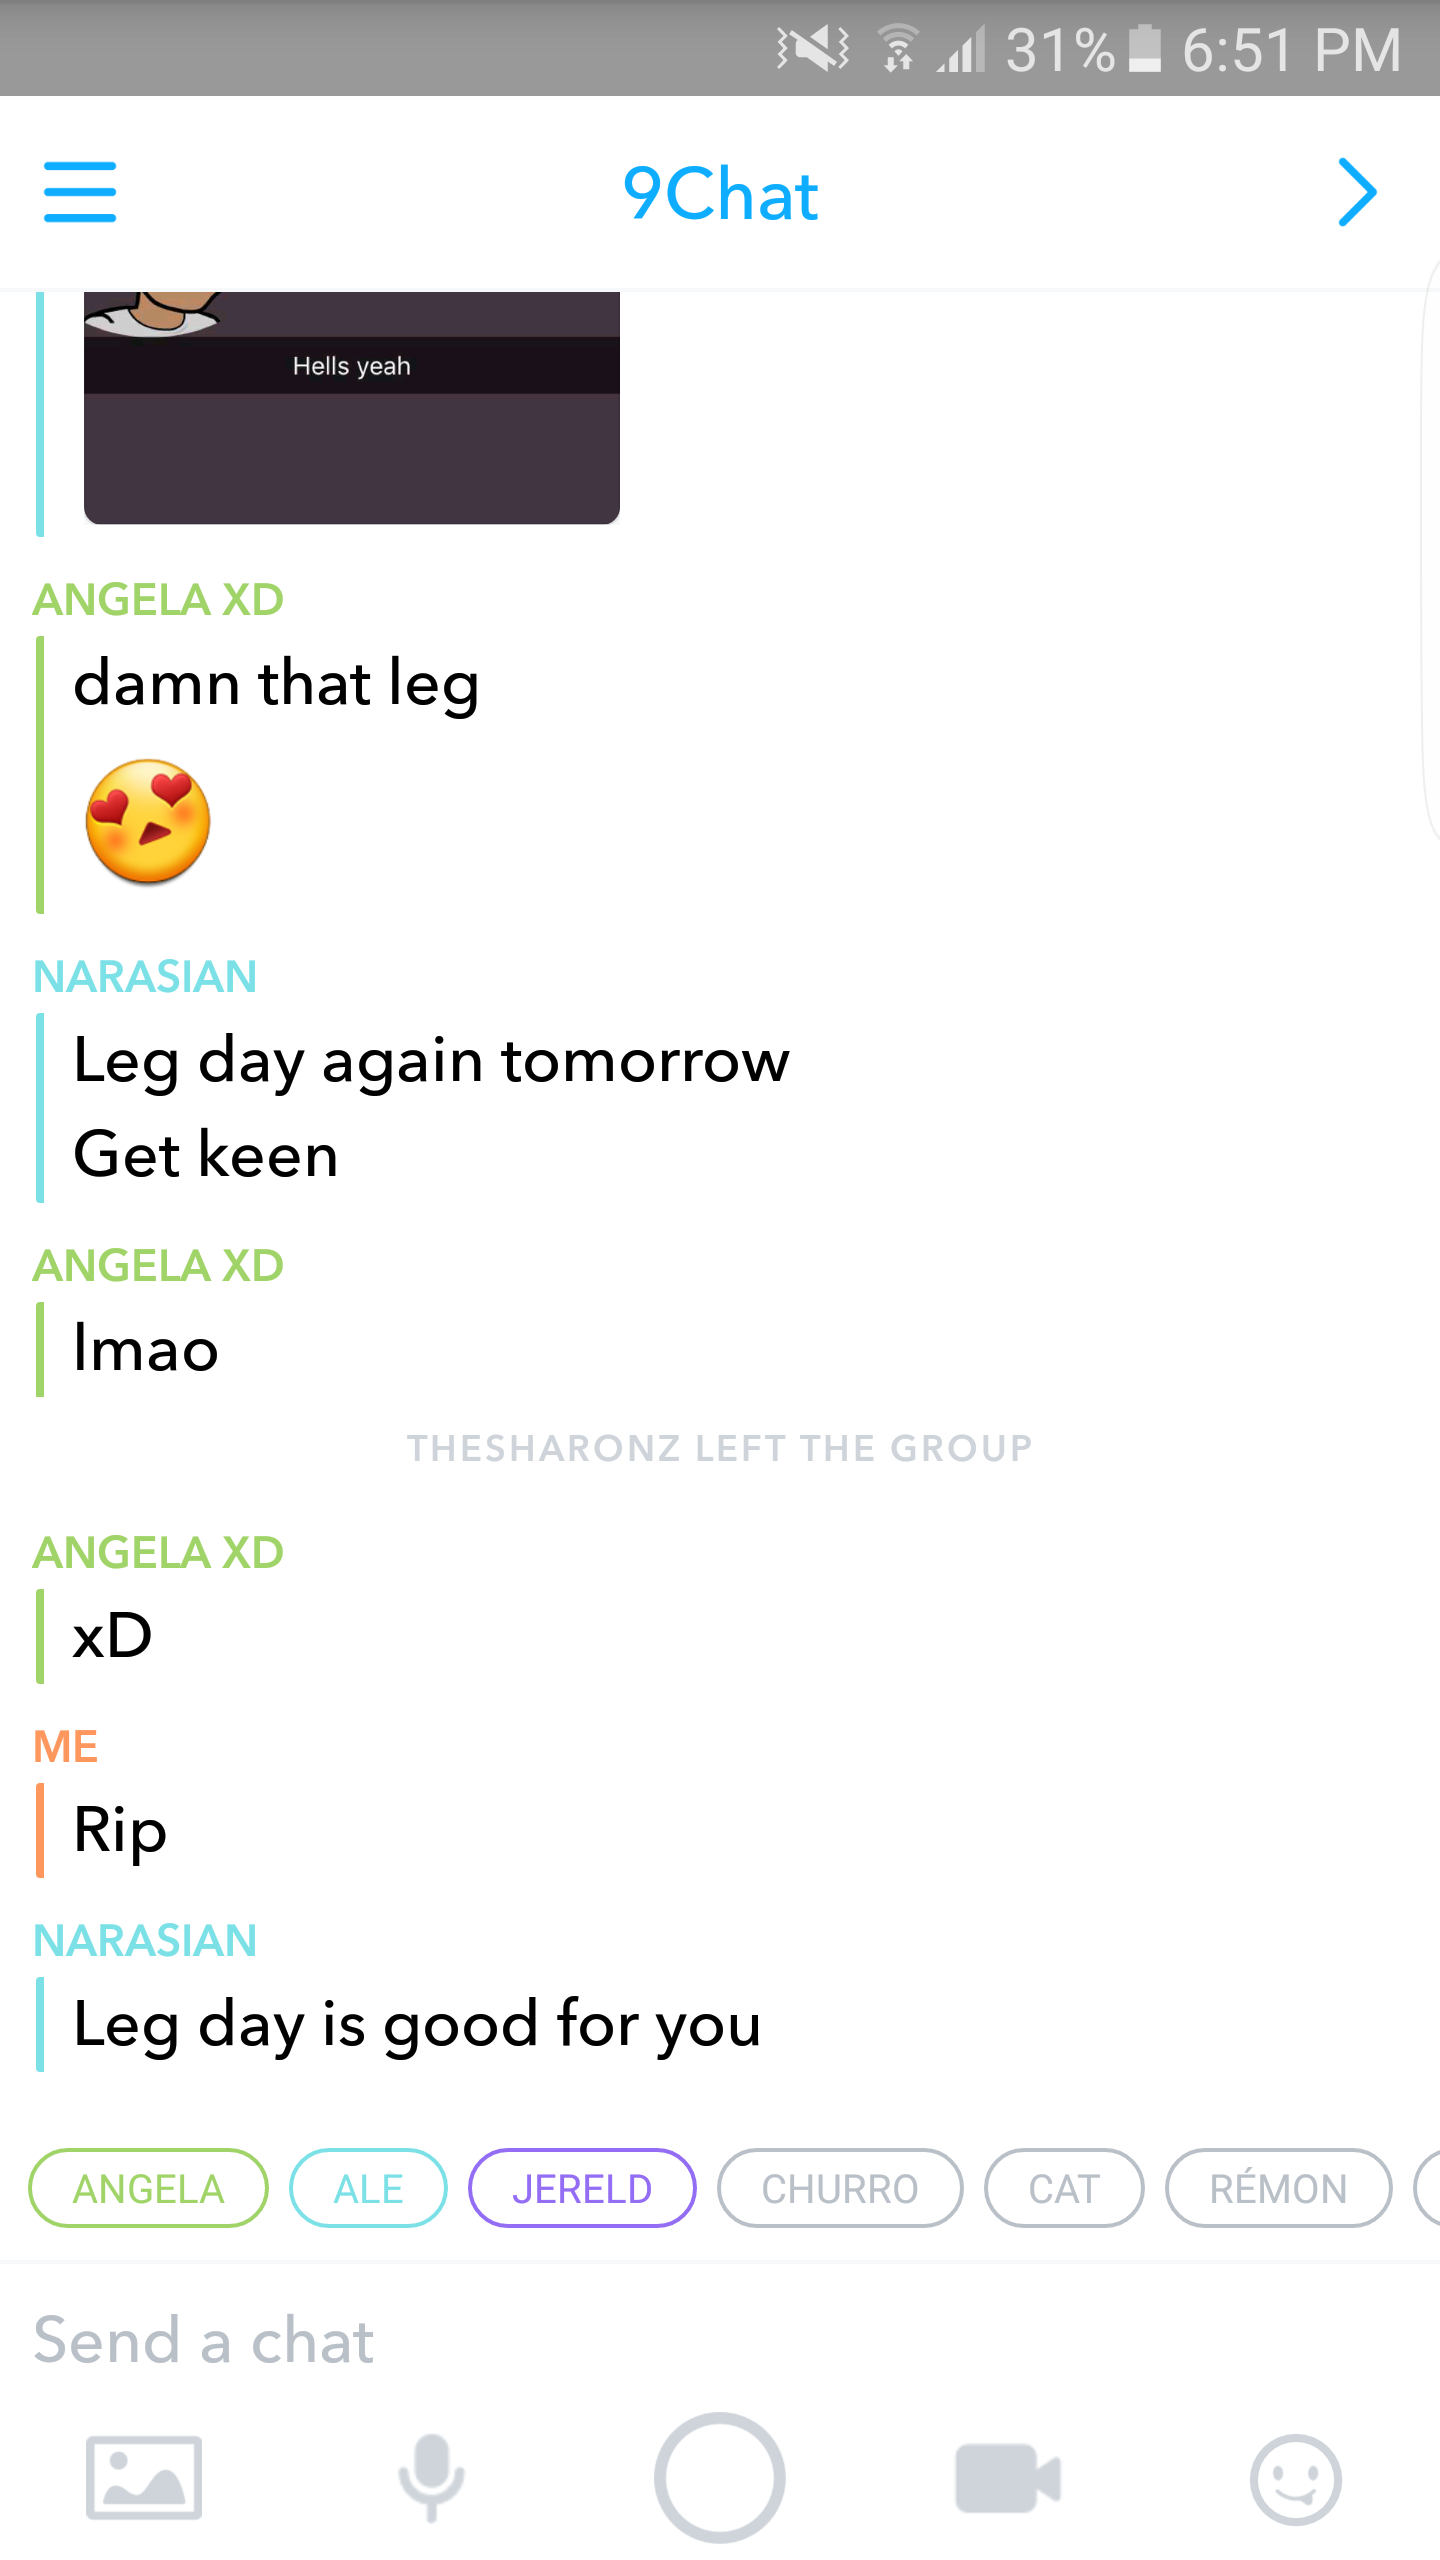 31% 6:51 PM
9Chat
Hells yeah
ANGELA XD
damn that leg
NARASIAN
Leg day again tomorrow
Get keen
ANGELA XD
lmao
THESHARONZ LEFT THE GROUP
ANGELA XD
xD
ME
Rip
NARASIAN
Leg day is good for you
ANGELA ALE JERELD CHURRO CAT RÉMON
Send a chat